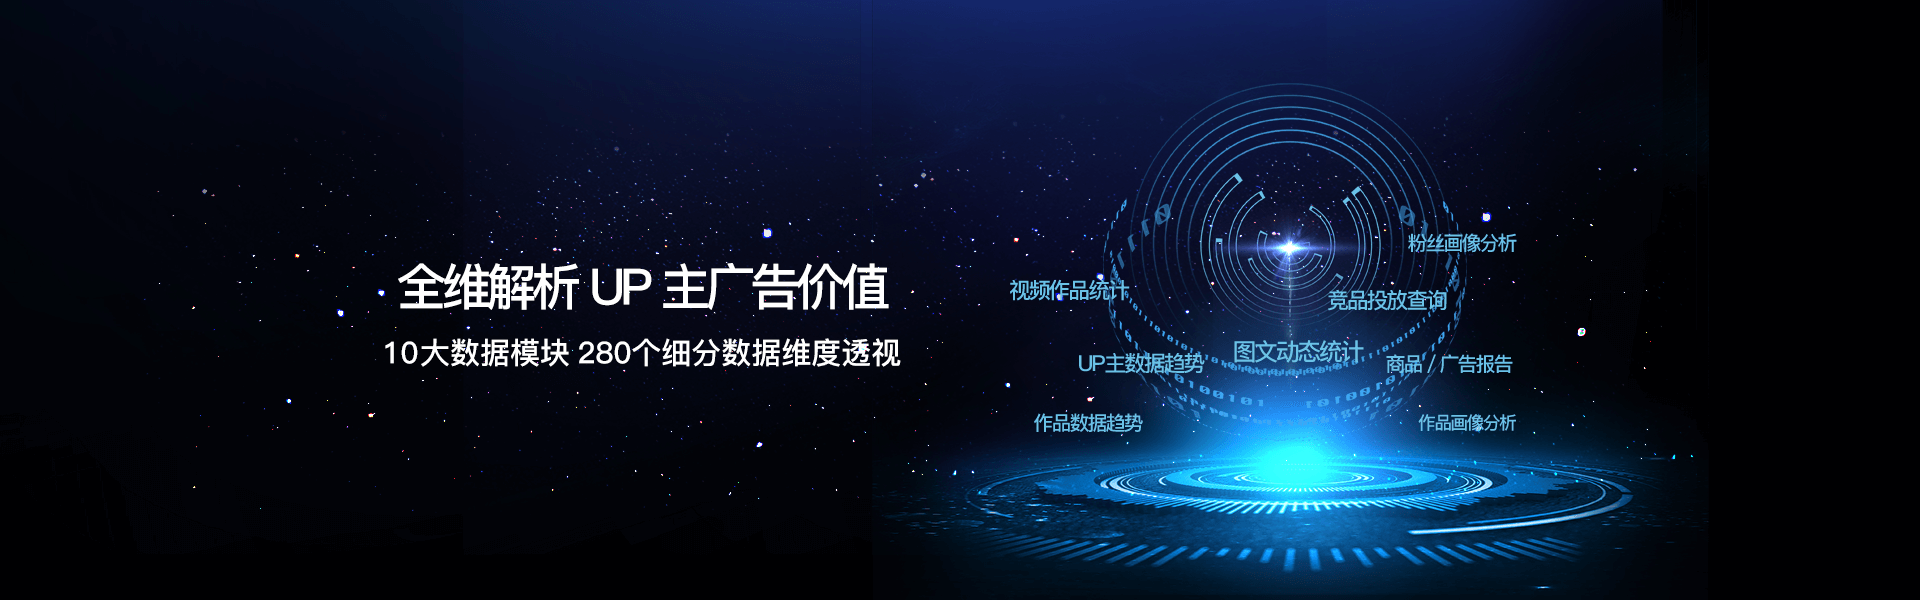 全维解析 UP 主广告价值
10大数据模块 280个细分数据维度透视
粉丝画像分析
视频作品统计
竞品投放查询
图文动态统计
UP主数据趋势
商品 / 广告报告
作品数据趋势
作品画像分析